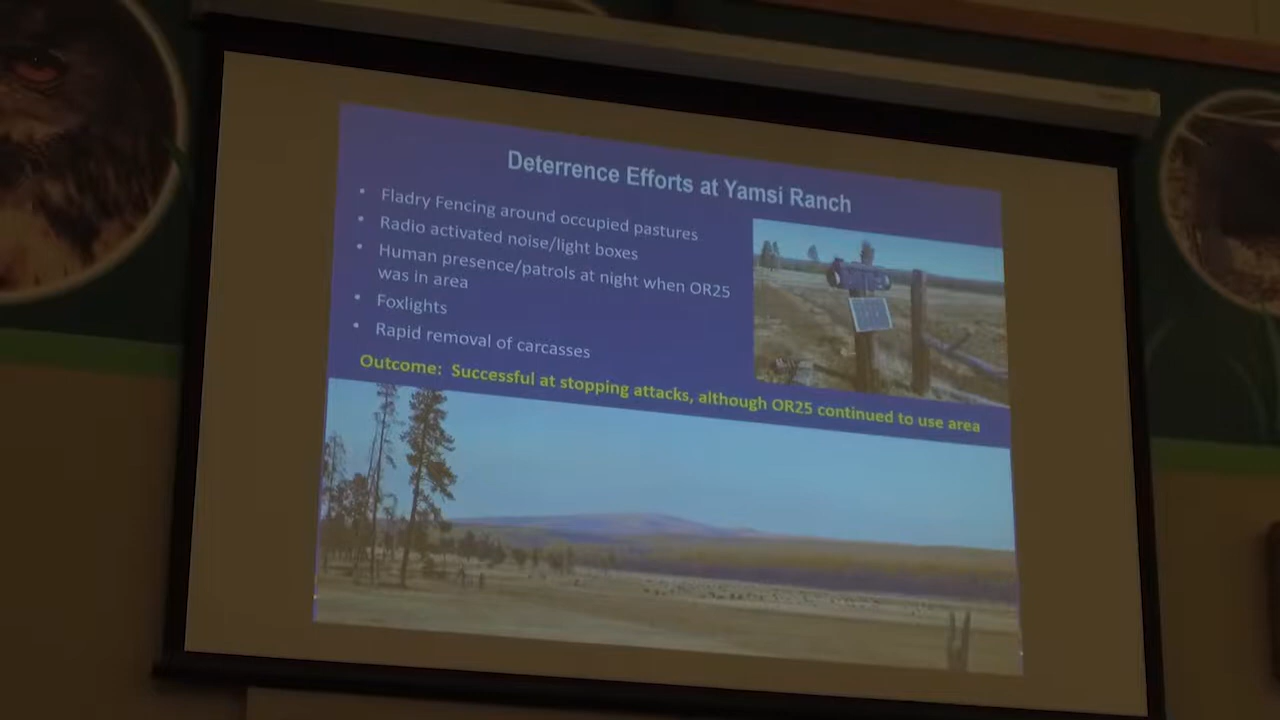 Deterrence Efforts at Yamsi Ranch
• Fladry Fencing around occupied pastures
• Radio activated noise/light boxes
• Human presence/patrols at night when OR25
was in area
• Foxlights
• Rapid removal of carcasses
Outcome: Successful at stopping attacks, although OR25 continued to use area